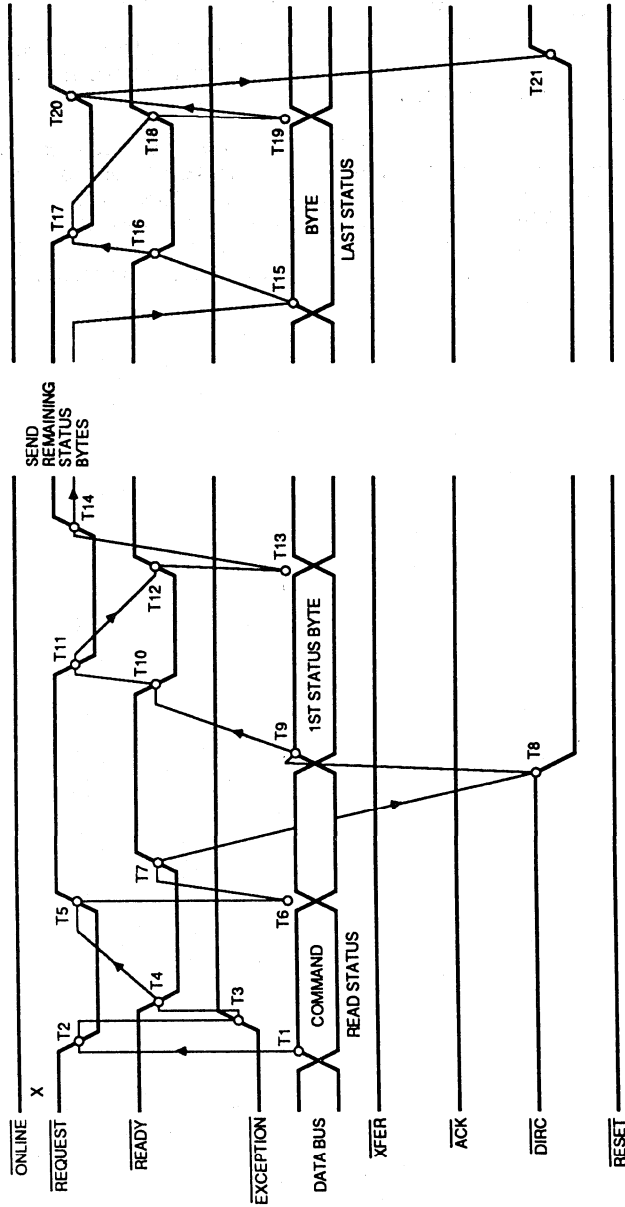 ONLINE
X
REQUEST
READY
EXCEPTION
DATA BUS
XFER
ACK
DIRC
RESET
T1
T2
T3
T4
T5
T6
T7
T8
T9
T10
T11
T12
T13
T14
COMMAND
READ STATUS
1ST STATUS BYTE
SEND
REMAINING
STATUS
BYTES
T15
T16
T17
T18
T19
T20
T21
BYTE
LAST STATUS